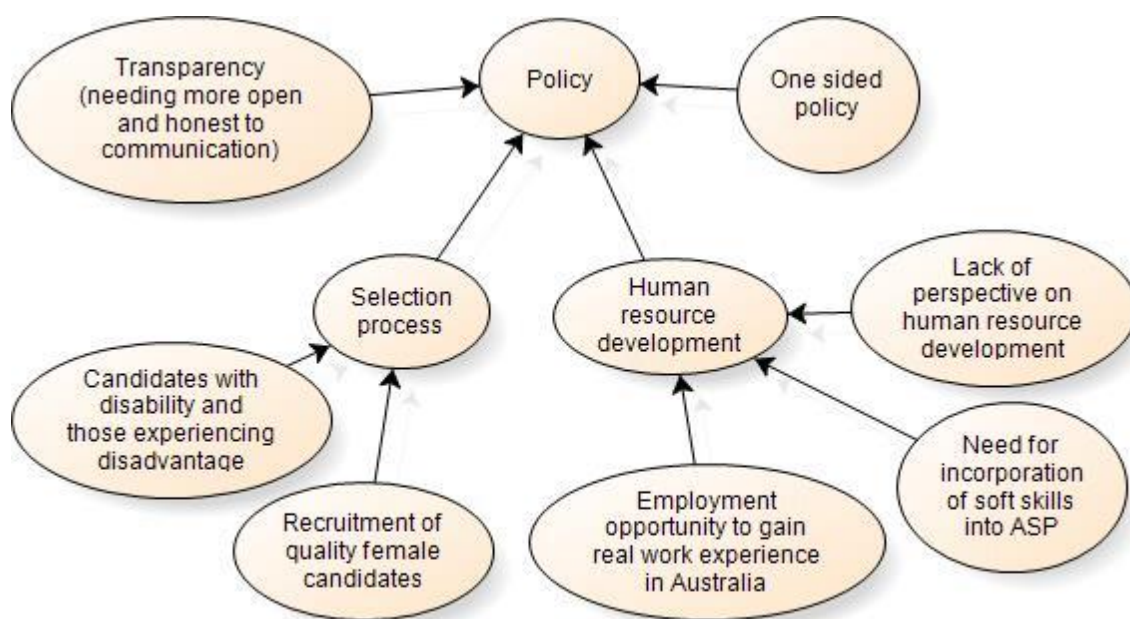 Transparency
(needing more open
and honest to
communication)
Policy
One sided
policy
Selection
process
Human
resource
development
Lack of
perspective on
human resource
development
Candidates with
disability and
those experiencing
disadvantage
Recruitment of
quality female
candidates
Employment
opportunity to gain
real work experience
in Australia
Need for
incorporation
of soft skills
into ASP